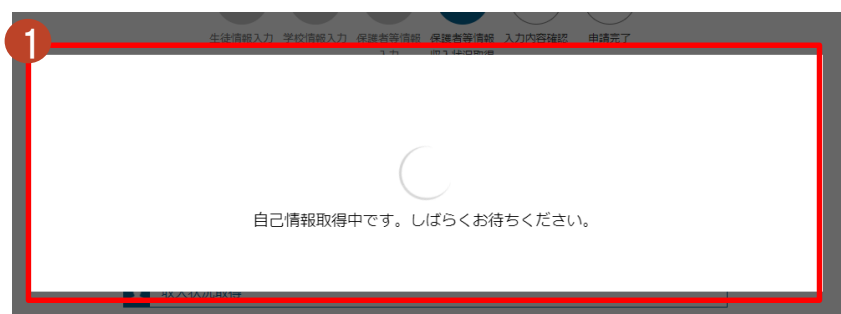 1
生徒情報入力 学校情報入力 保護者等情報 保護者等情報 入力内容確認 申請完了
入力 収入状況取得
自己情報取得中です。しばらくお待ちください。
収入状況取得